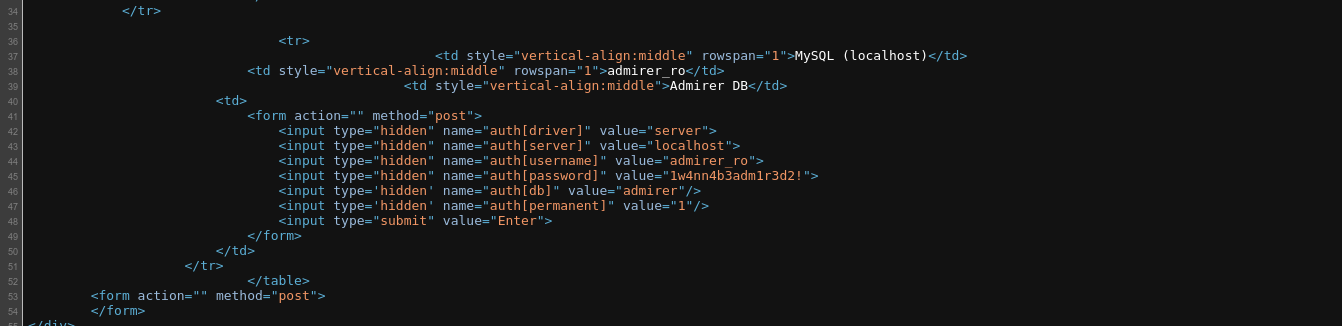 34 </tr>
35
36 <tr>
37 <td style="vertical-align:middle" rowspan="1">MySQL (localhost)</td>
38 <td style="vertical-align:middle" rowspan="1">admirer_ro</td>
39 <td style="vertical-align:middle">Admirer DB</td>
40 <td>
41 <form action="" method="post">
42 <input type="hidden" name="auth[driver]" value="server">
43 <input type="hidden" name="auth[server]" value="localhost">
44 <input type="hidden" name="auth[username]" value="admirer_ro">
45 <input type="hidden" name="auth[password]" value="1w4nn4b3adm1r3d2!">
46 <input type='hidden' name="auth[db]" value="admirer"/>
47 <input type='hidden' name="auth[permanent]" value="1"/>
48 <input type="submit" value="Enter">
49 </form>
50 </td>
51 </tr>
52 </table>
53 <form action="" method="post">
54 </form>
55 </div>